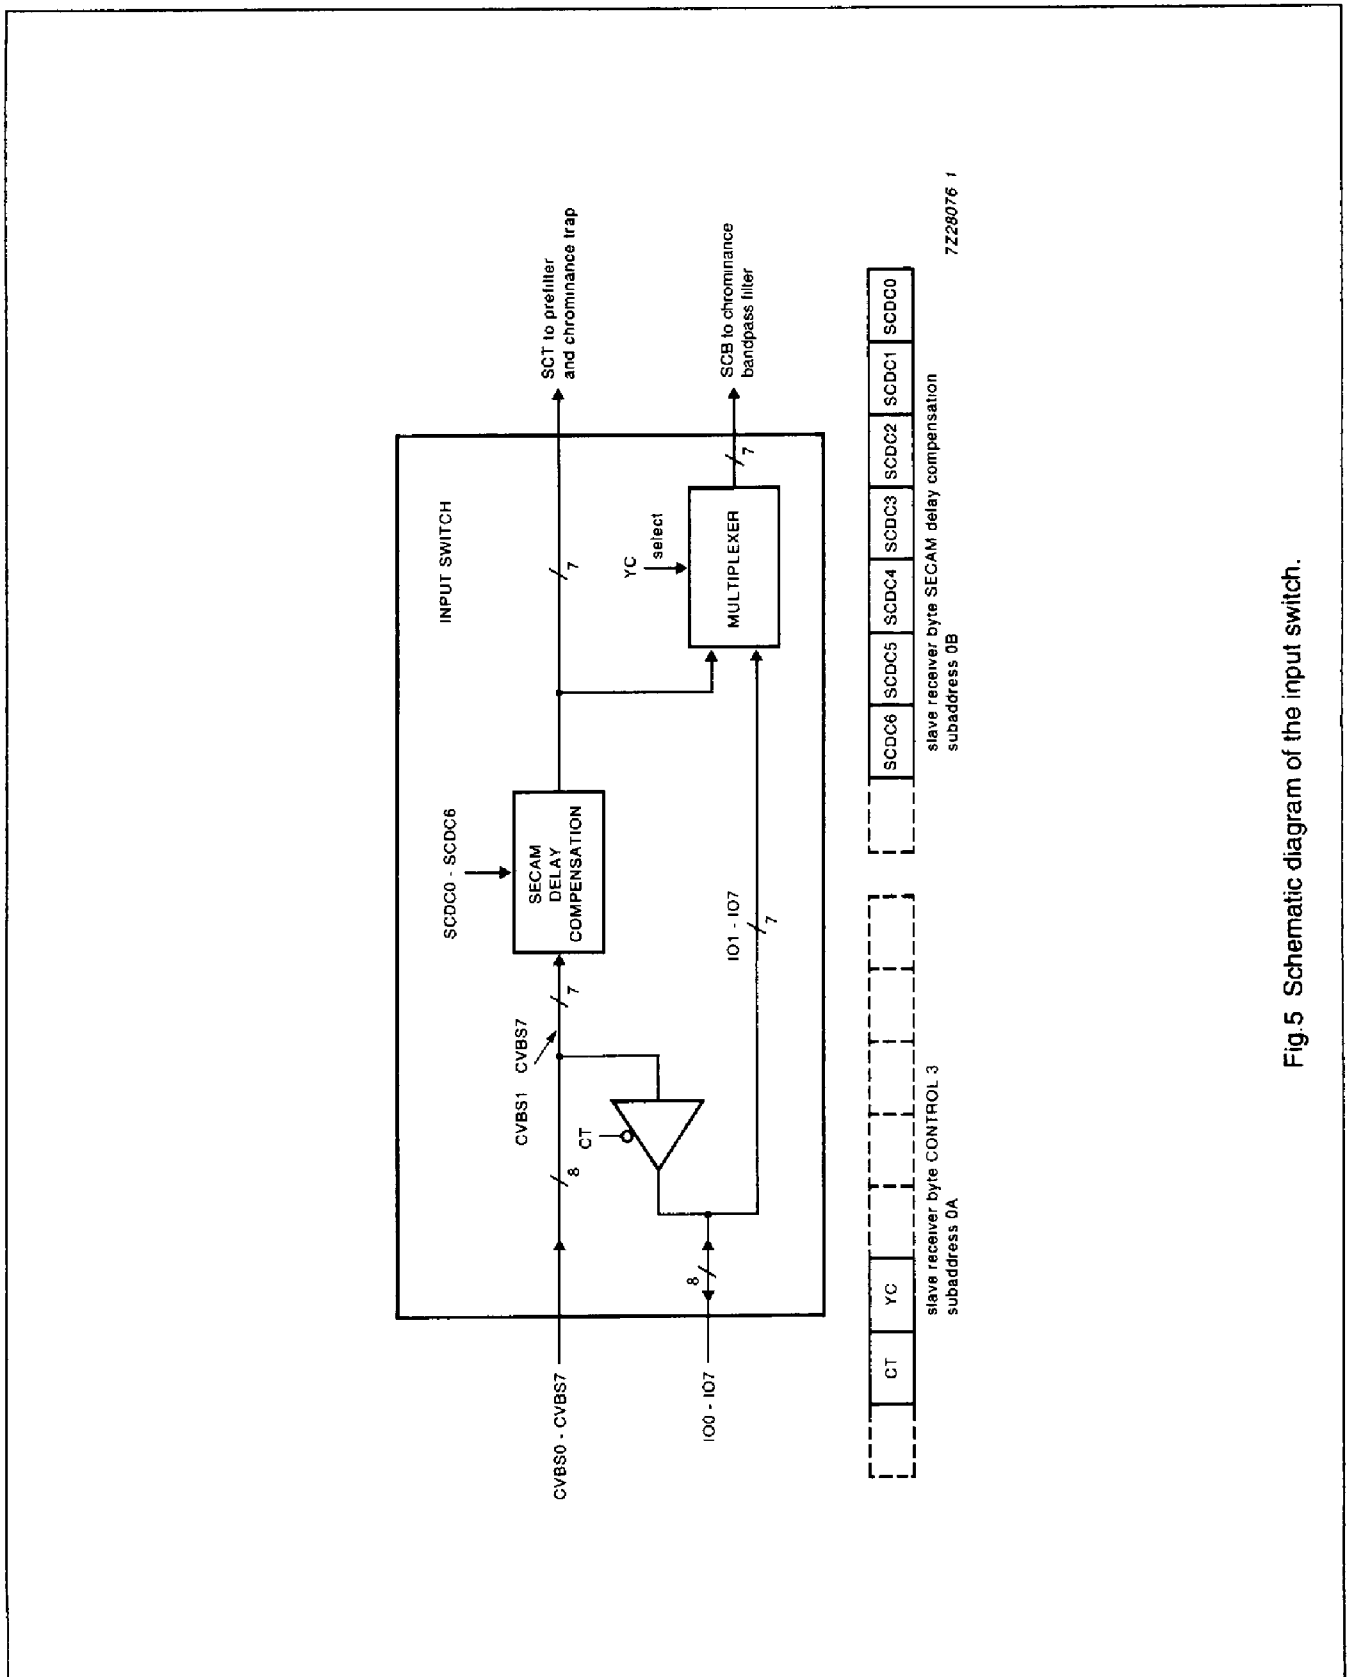 INPUT SWITCH
SCDC0 - SCDC6
SECAM
DELAY
COMPENSATION
CVBS1 CVBS7
CVBS0 - CVBS7
8
7
7
SCT to prefilter
and chrominance trap
CT
YC
select
MULTIPLEXER
7
SCB to chrominance
bandpass filter
IO0 - IO7
8
IO1 - IO7
7
CT
YC
slave receiver byte CONTROL 3
subaddress 0A
SCDC6
SCDC5
SCDC4
SCDC3
SCDC2
SCDC1
SCDC0
slave receiver byte SECAM delay compensation
subaddress 0B
7Z28076 1
Fig.5 Schematic diagram of the input switch.